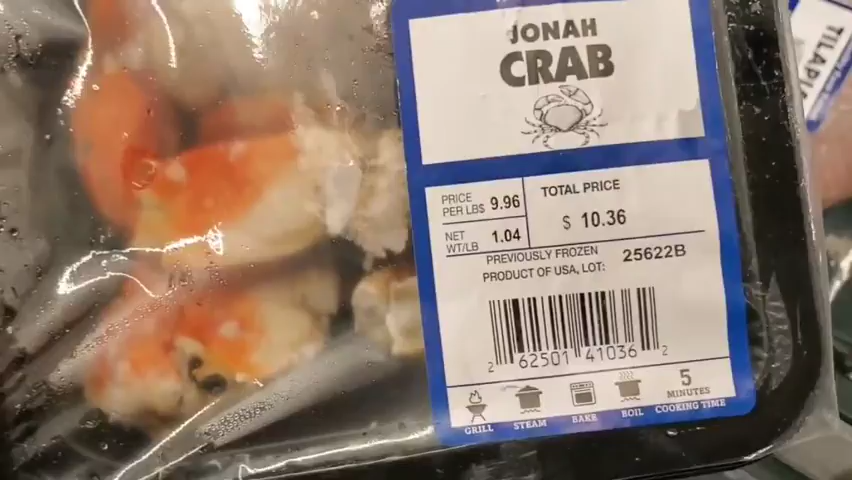 JONAH
CRAB
TILAPI
PRICE
PER LBS 9.96
TOTAL PRICE
$ 10.36
NET
WT/LB 1.04
PREVIOUSLY FROZEN
PRODUCT OF USA, LOT: 25622B
2 62501 41036 2
GRILL STEAM BAKE BOIL
5
MINUTES
COOKING TIME